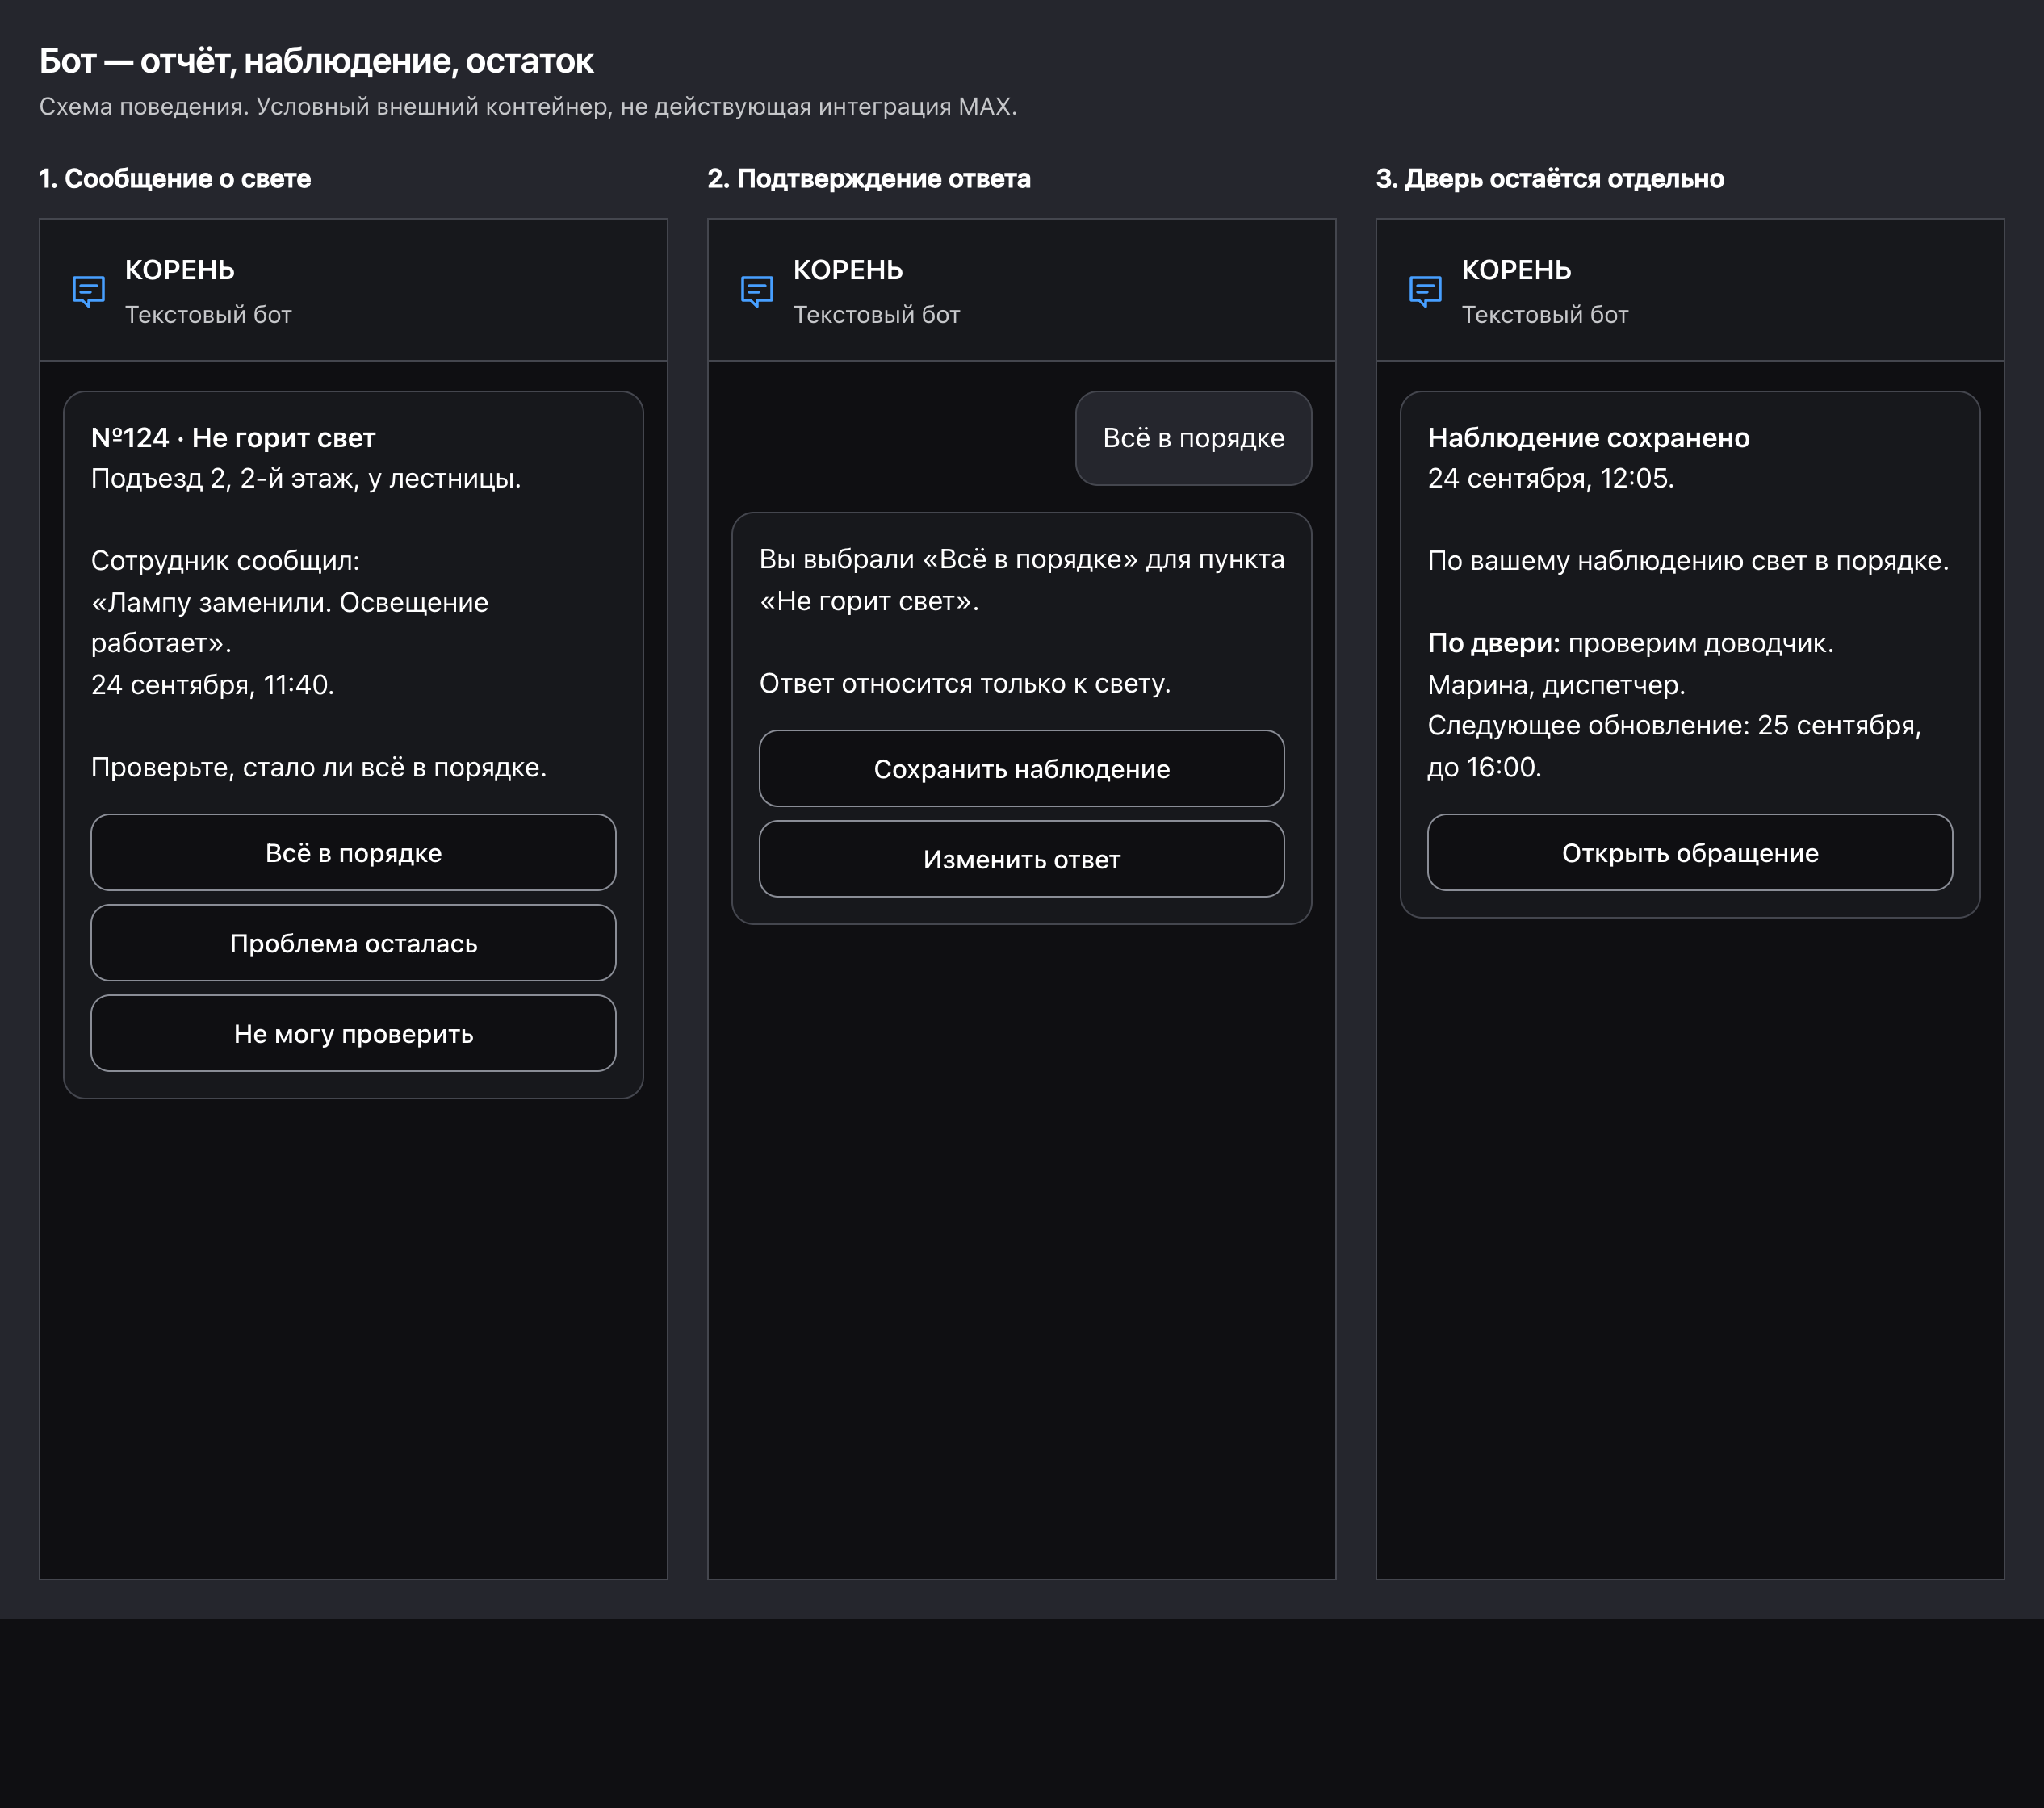 Бот — отчёт, наблюдение, остаток
Схема поведения. Условный внешний контейнер, не действующая интеграция MAX.
1. Сообщение о свете
КОРЕНЬ
Текстовый бот
№124 · Не горит свет
Подъезд 2, 2-й этаж, у лестницы.
Сотрудник сообщил:
«Лампу заменили. Освещение
работает».
24 сентября, 11:40.
Проверьте, стало ли всё в порядке.
Всё в порядке
Проблема осталась
Не могу проверить
2. Подтверждение ответа
КОРЕНЬ
Текстовый бот
Всё в порядке
Вы выбрали «Всё в порядке» для пункта
«Не горит свет».
Ответ относится только к свету.
Сохранить наблюдение
Изменить ответ
3. Дверь остаётся отдельно
КОРЕНЬ
Текстовый бот
Наблюдение сохранено
24 сентября, 12:05.
По вашему наблюдению свет в порядке.
По двери: проверим доводчик.
Марина, диспетчер.
Следующее обновление: 25 сентября,
до 16:00.
Открыть обращение